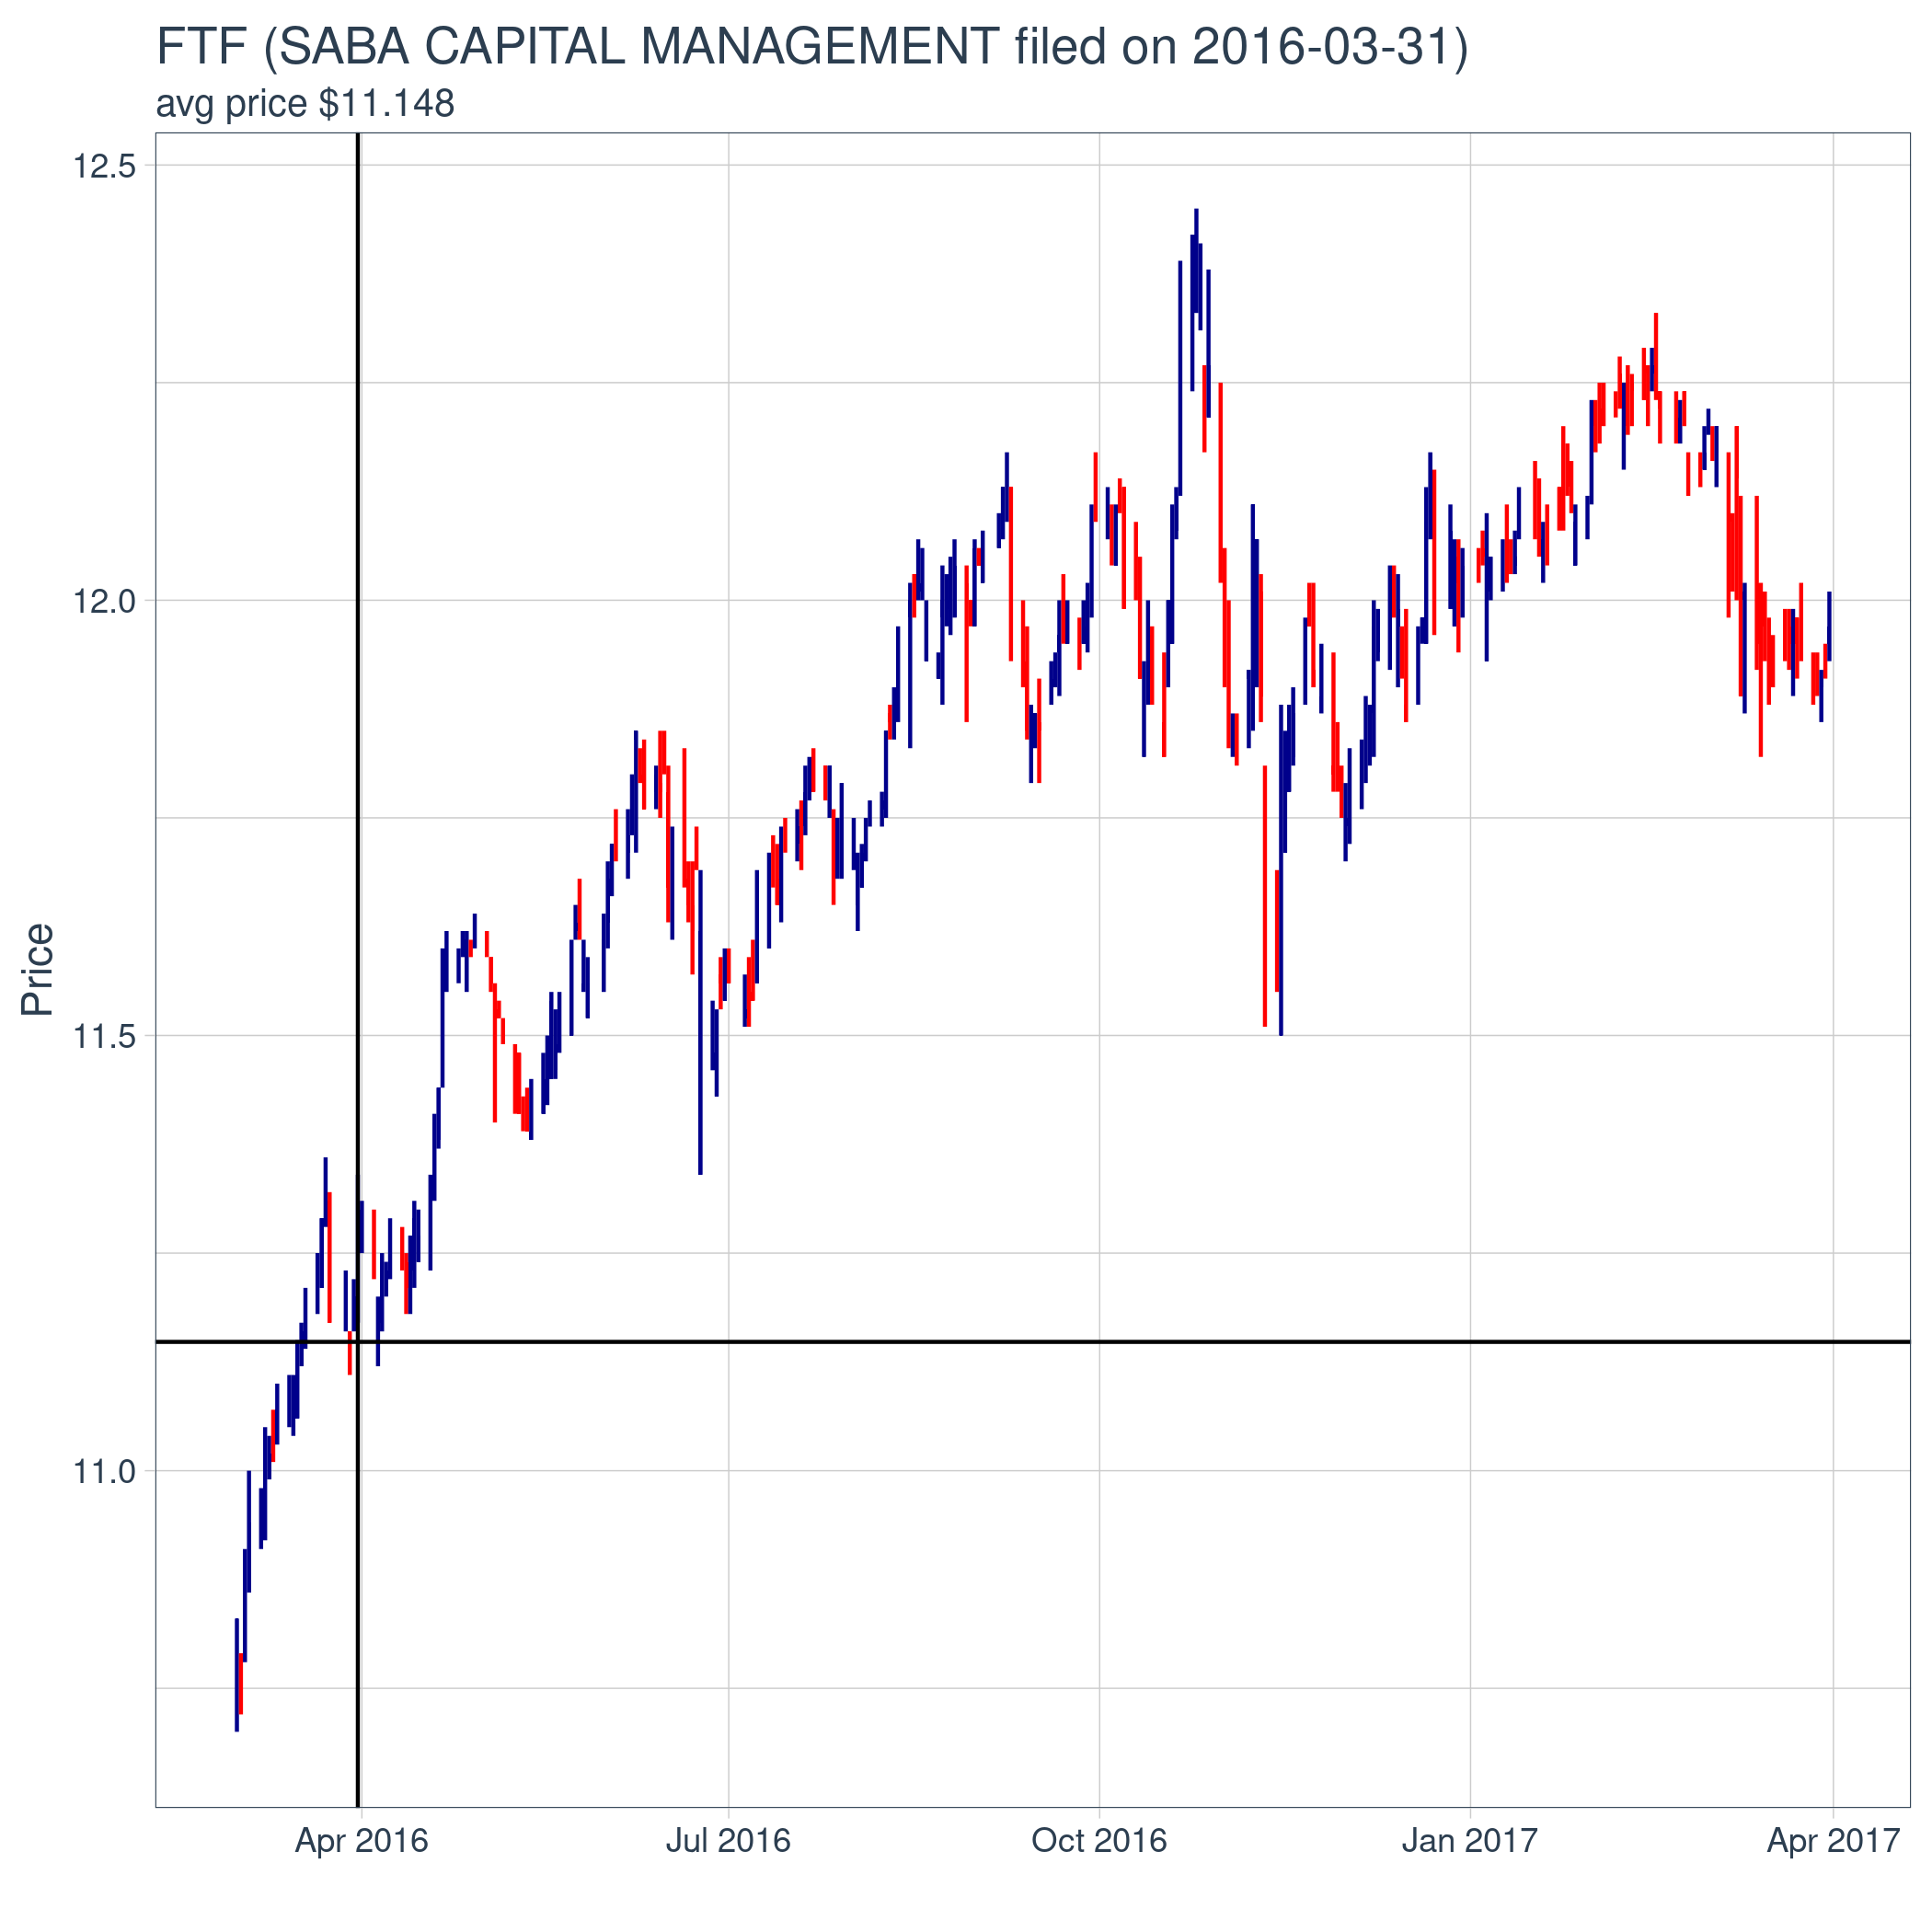 FTF (SABA CAPITAL MANAGEMENT filed on 2016-03-31)
avg price $11.148
12.5
12.0
11.5
11.0
Price
Apr 2016
Jul 2016
Oct 2016
Jan 2017
Apr 2017